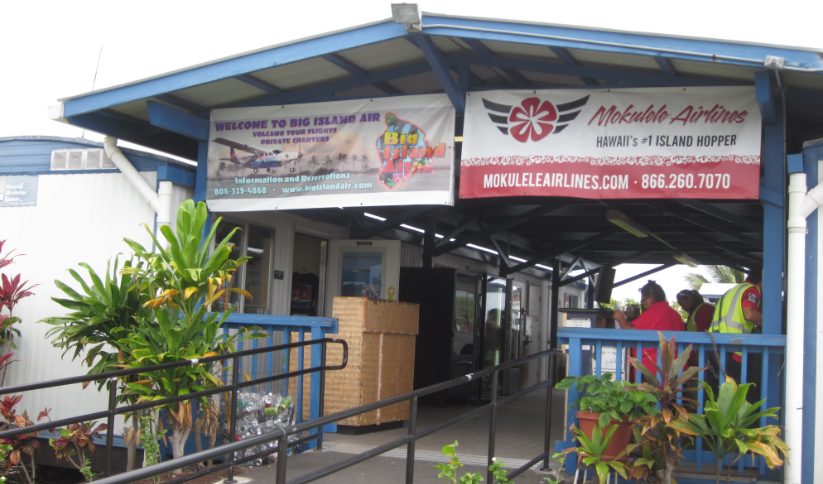 WELCOME TO BIG ISLAND AIR
VOLCANO TOUR FLIGHTS
PRIVATE CHARTERS
Big
Island
Air
Information and Reservations
808-329-4868 · www.bigislandair.com
Mokulele Airlines
HAWAII's #1 ISLAND HOPPER
MOKULELEAIRLINES.COM · 866.260.7070